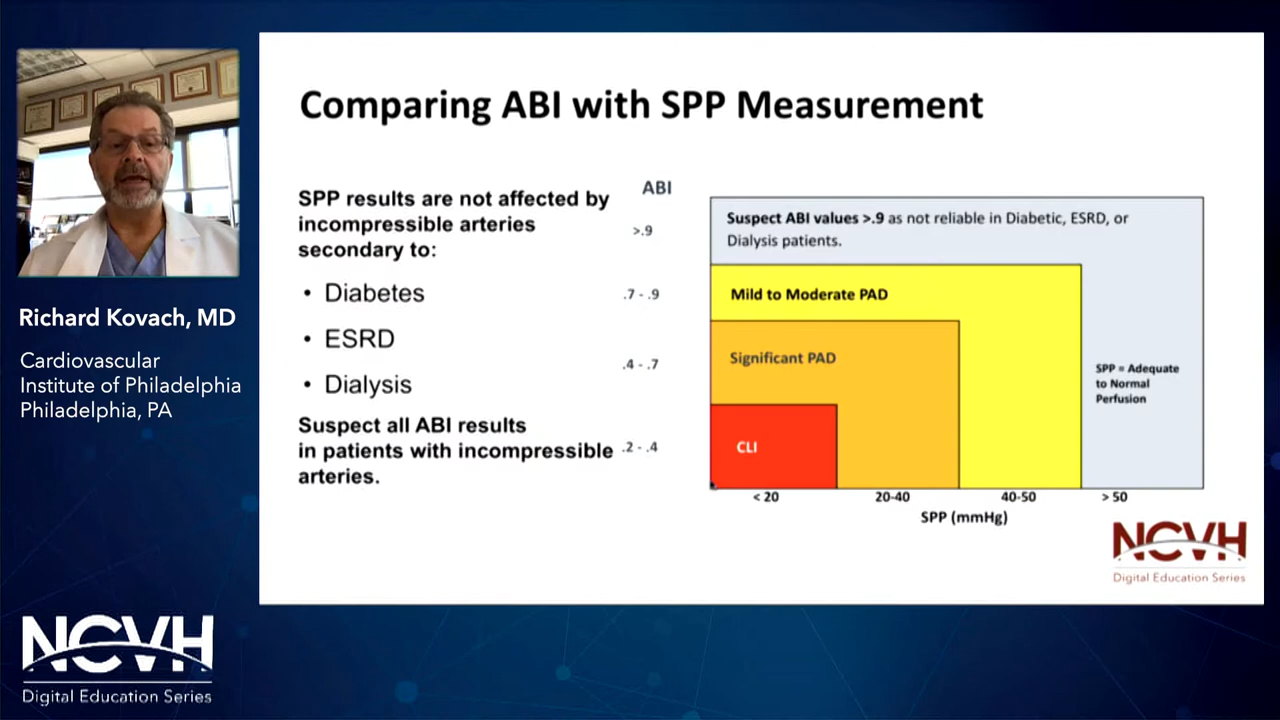 Comparing ABI with SPP Measurement
SPP results are not affected by
incompressible arteries
secondary to:
• Diabetes
• ESRD
• Dialysis
Suspect all ABI results
in patients with incompressible
arteries.
ABI
>.9
.7 - .9
.4 - .7
.2 - .4
Suspect ABI values >.9 as not reliable in Diabetic, ESRD, or
Dialysis patients.
Mild to Moderate PAD
Significant PAD
CLI
SPP = Adequate
to Normal
Perfusion
< 20
20-40
40-50
> 50
SPP (mmHg)
NCVH
Digital Education Series
Richard Kovach, MD
Cardiovascular
Institute of Philadelphia
Philadelphia, PA
NCVH
Digital Education Series